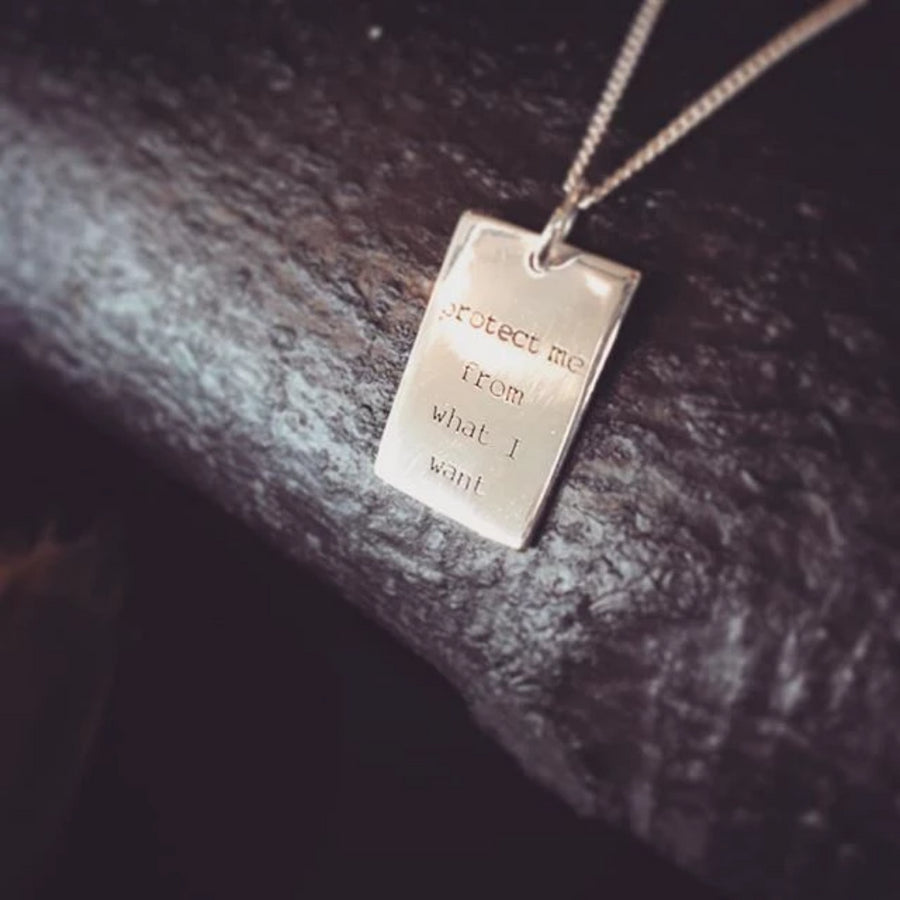 protect me
from
what I
want